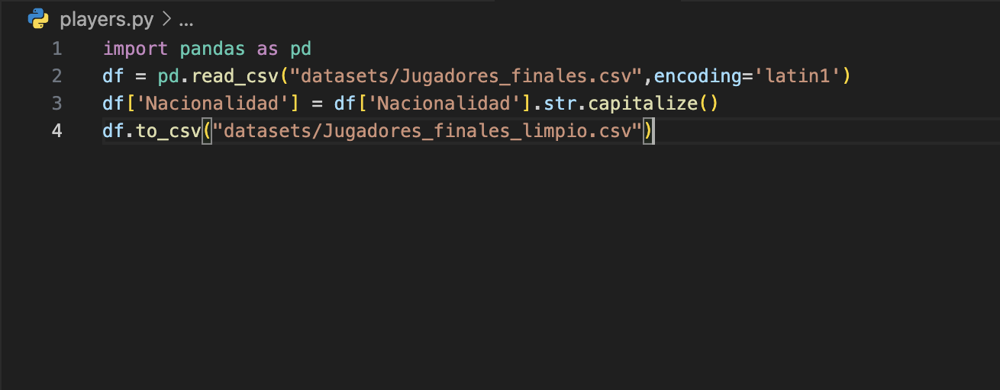 players.py > ...
1 import pandas as pd
2 df = pd.read_csv("datasets/Jugadores_finales.csv",encoding='latin1')
3 df['Nacionalidad'] = df['Nacionalidad'].str.capitalize()
4 df.to_csv("datasets/Jugadores_finales_limpio.csv")